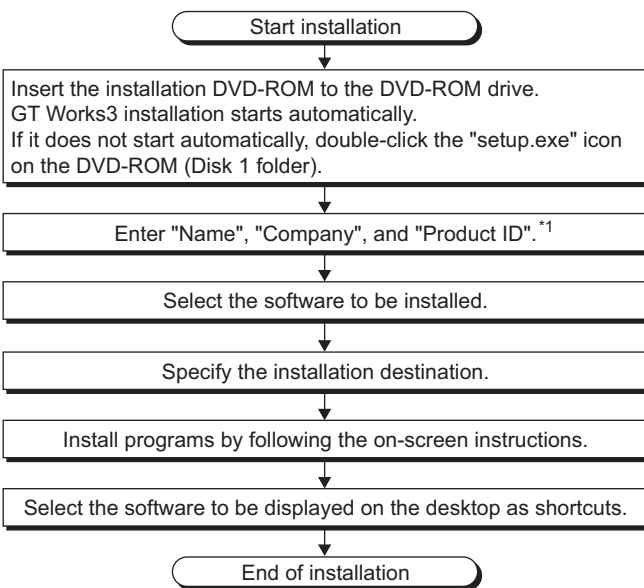 Start installation
Insert the installation DVD-ROM to the DVD-ROM drive.
GT Works3 installation starts automatically.
If it does not start automatically, double-click the "setup.exe" icon
on the DVD-ROM (Disk 1 folder).
Enter "Name", "Company", and "Product ID".*1
Select the software to be installed.
Specify the installation destination.
Install programs by following the on-screen instructions.
Select the software to be displayed on the desktop as shortcuts.
End of installation